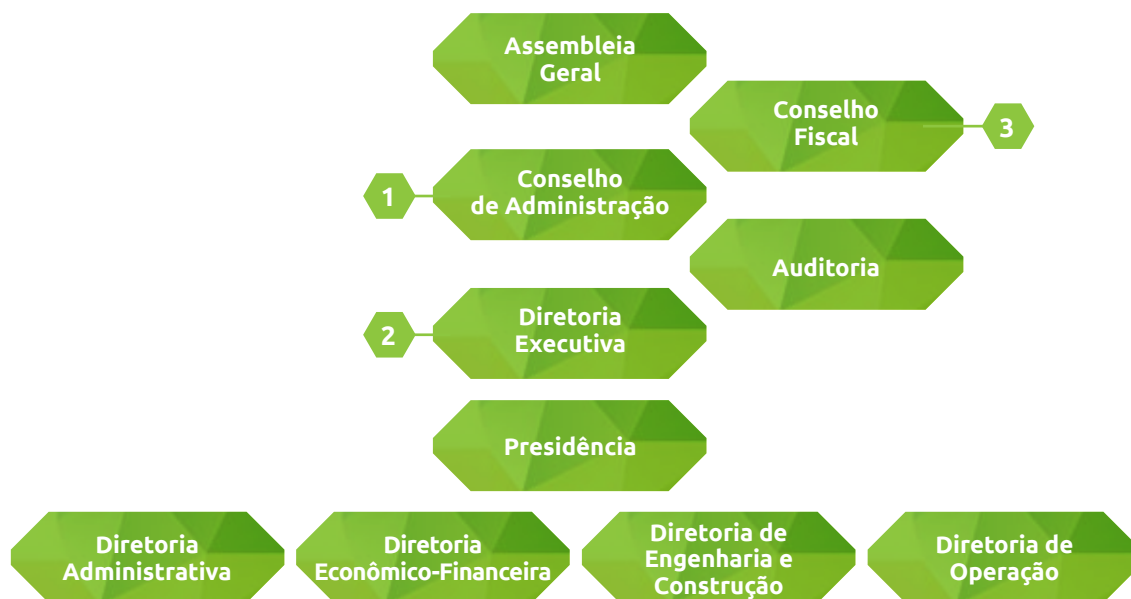 Assembleia
Geral
Conselho
Fiscal
3
1
Conselho
de Administração
Auditoria
2
Diretoria
Executiva
Presidência
Diretoria
Administrativa
Diretoria
Econômico-Financeira
Diretoria de
Engenharia e
Construção
Diretoria de
Operação